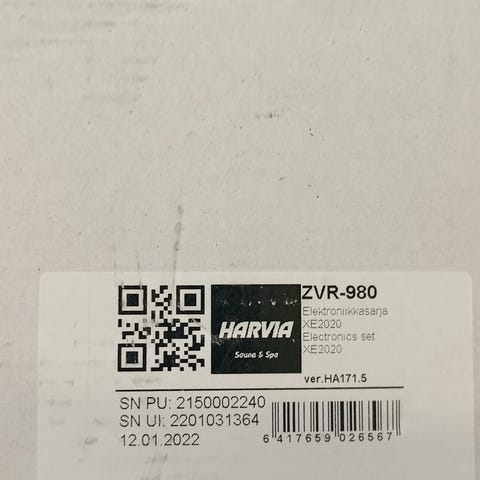 ZVR-980
Elektroniikkasarja
XE2020
Electronics set
XE2020
HARVIA
Sauna & Spa
ver.HA171.5
SN PU: 2150002240
SN UI: 2201031364
12.01.2022
6 417659 026567